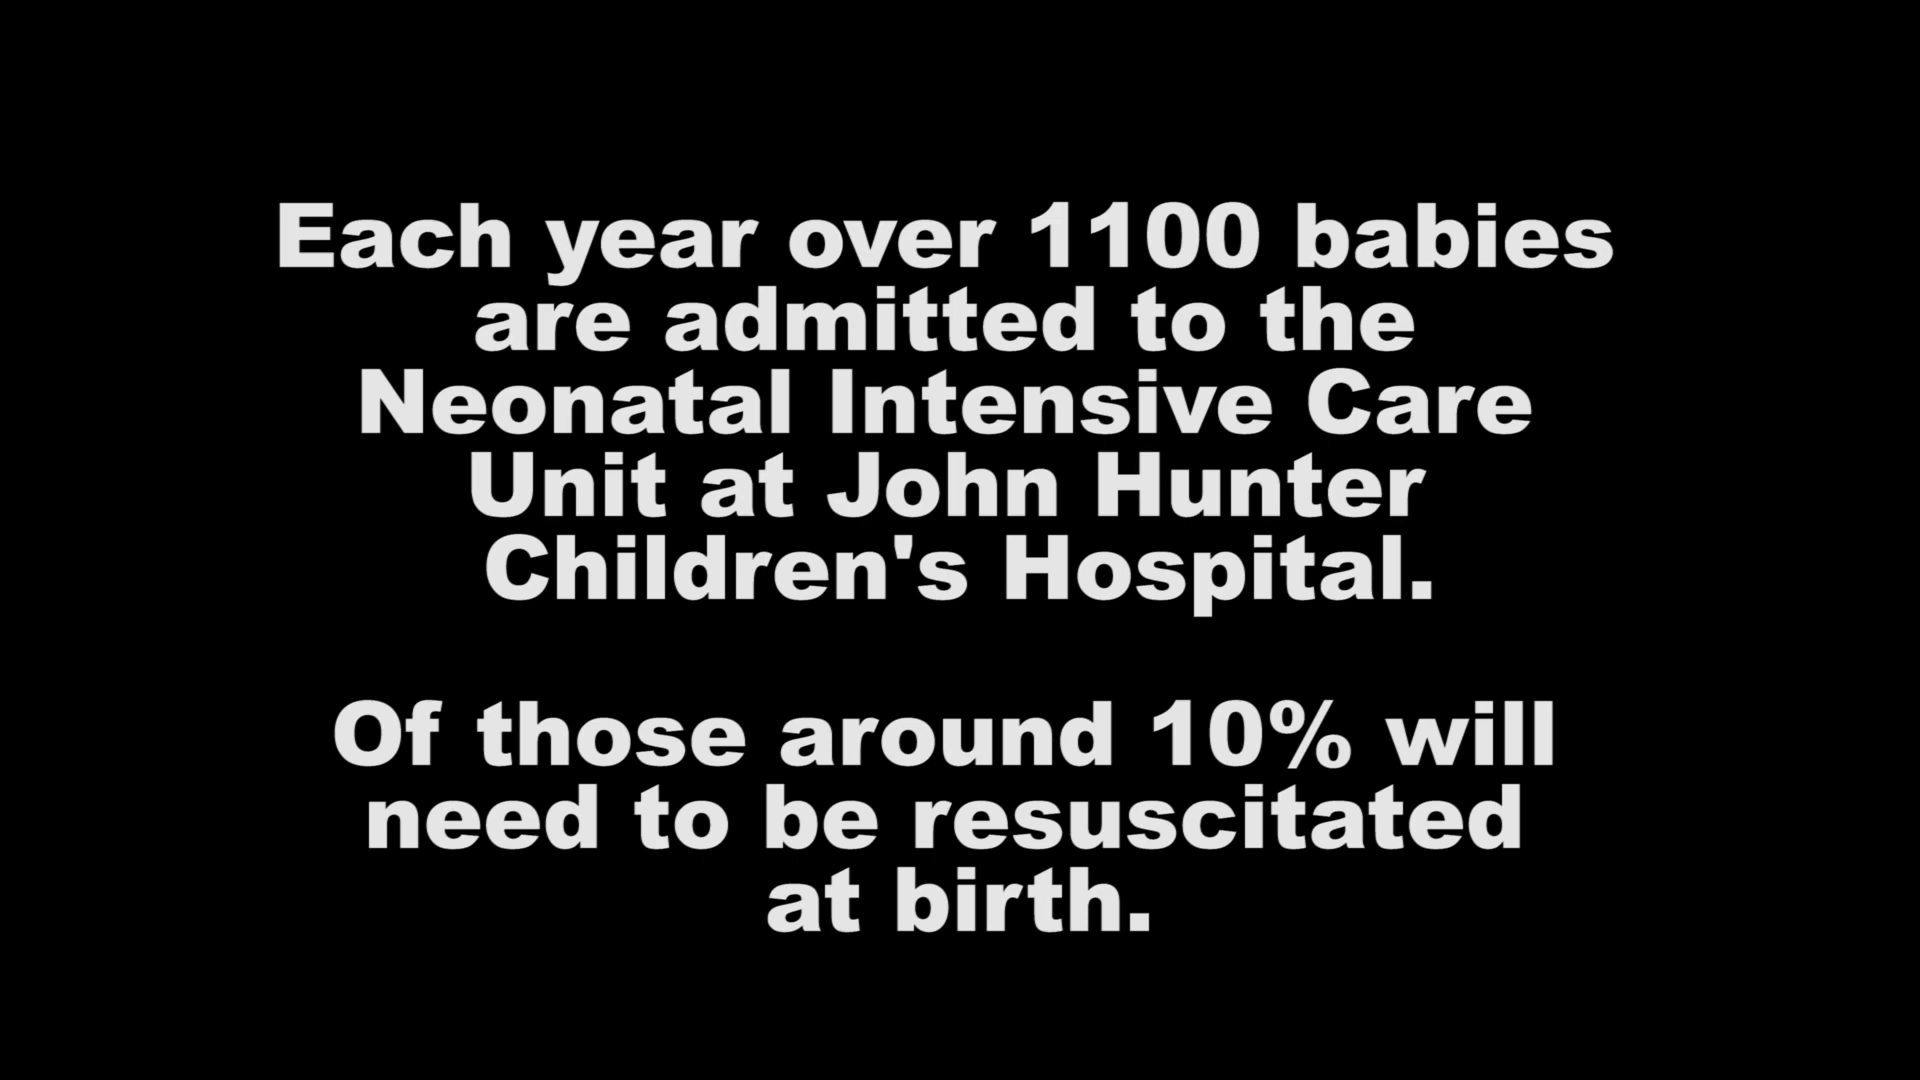 Each year over 1100 babies
are admitted to the
Neonatal Intensive Care
Unit at John Hunter
Children's Hospital.
Of those around 10% will
need to be resuscitated
at birth.